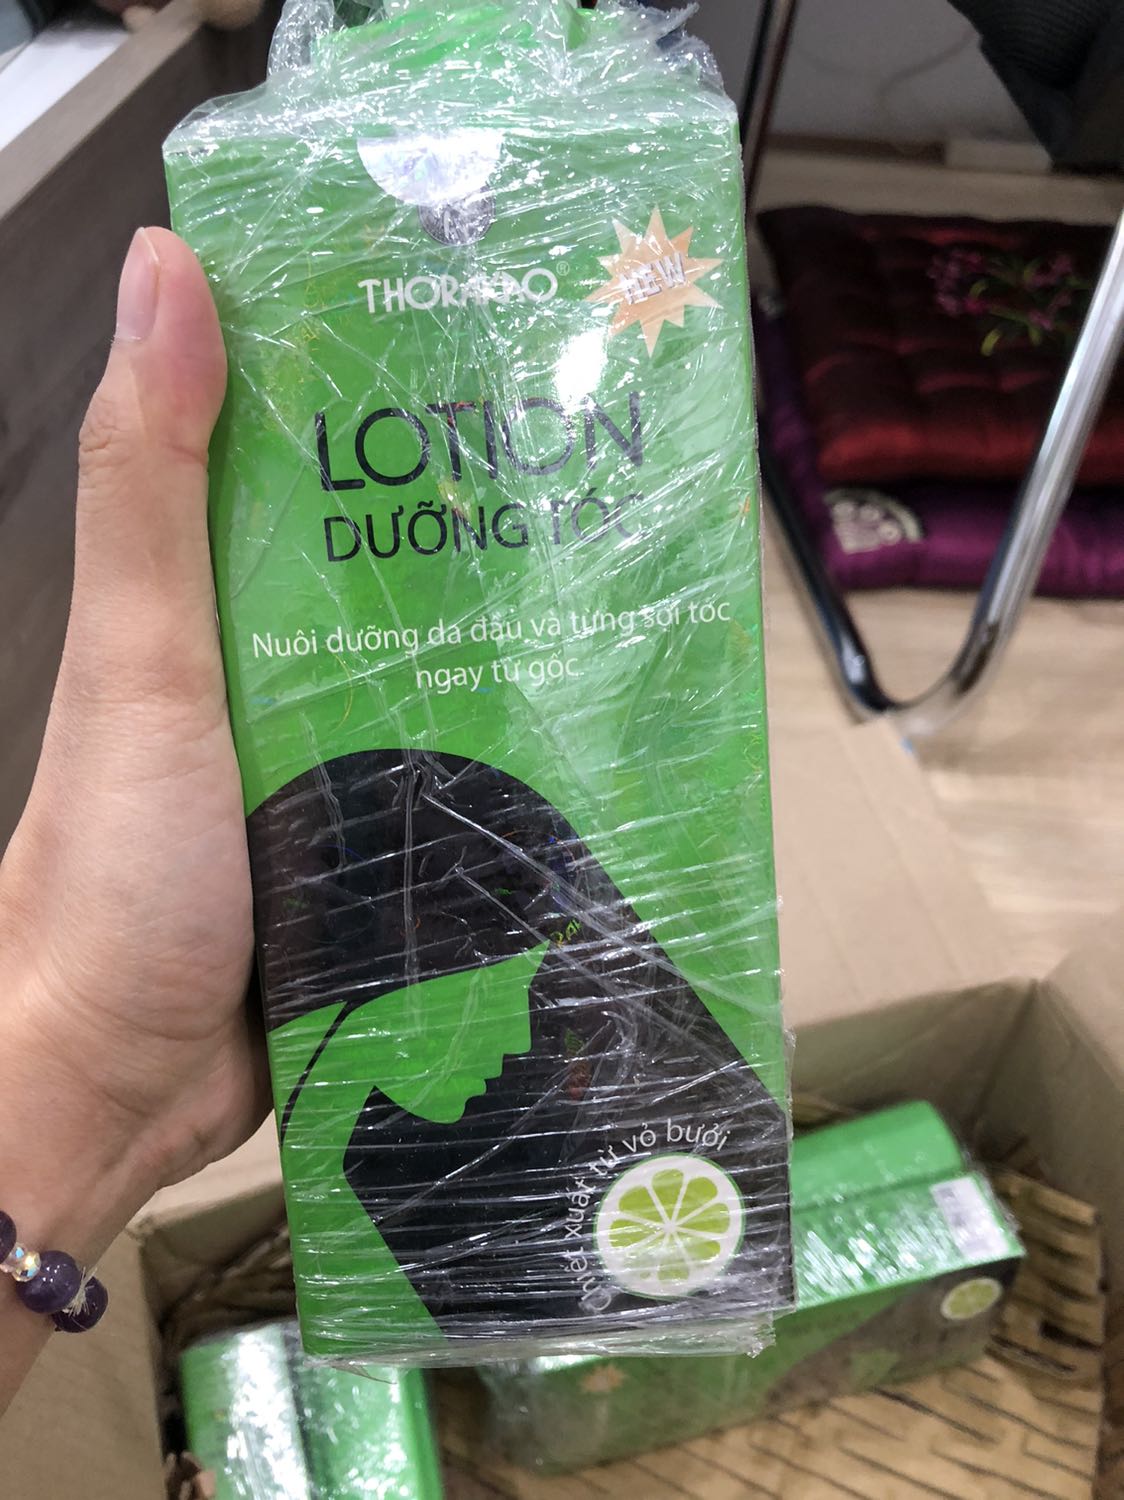 THORAKAO®
NEW
LOTION
DƯỠNG TÓC
Nuôi dưỡng da đầu và từng sợi tóc
ngay từ gốc
Chiết xuất từ vỏ bưởi